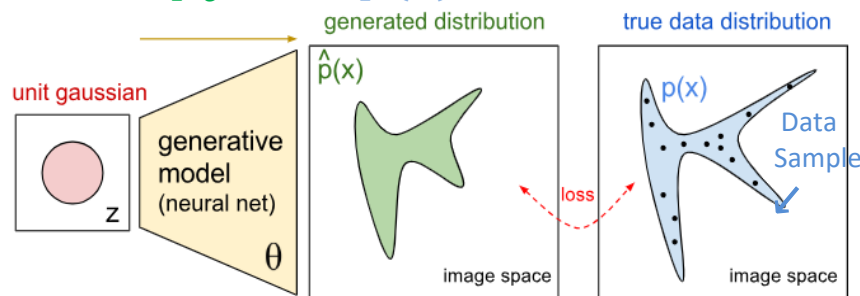 generated distribution
true data distribution
p̂(x)
unit gaussian
p(x)
generative
model
(neural net)
Data
Sample
loss
z
θ
image space
image space